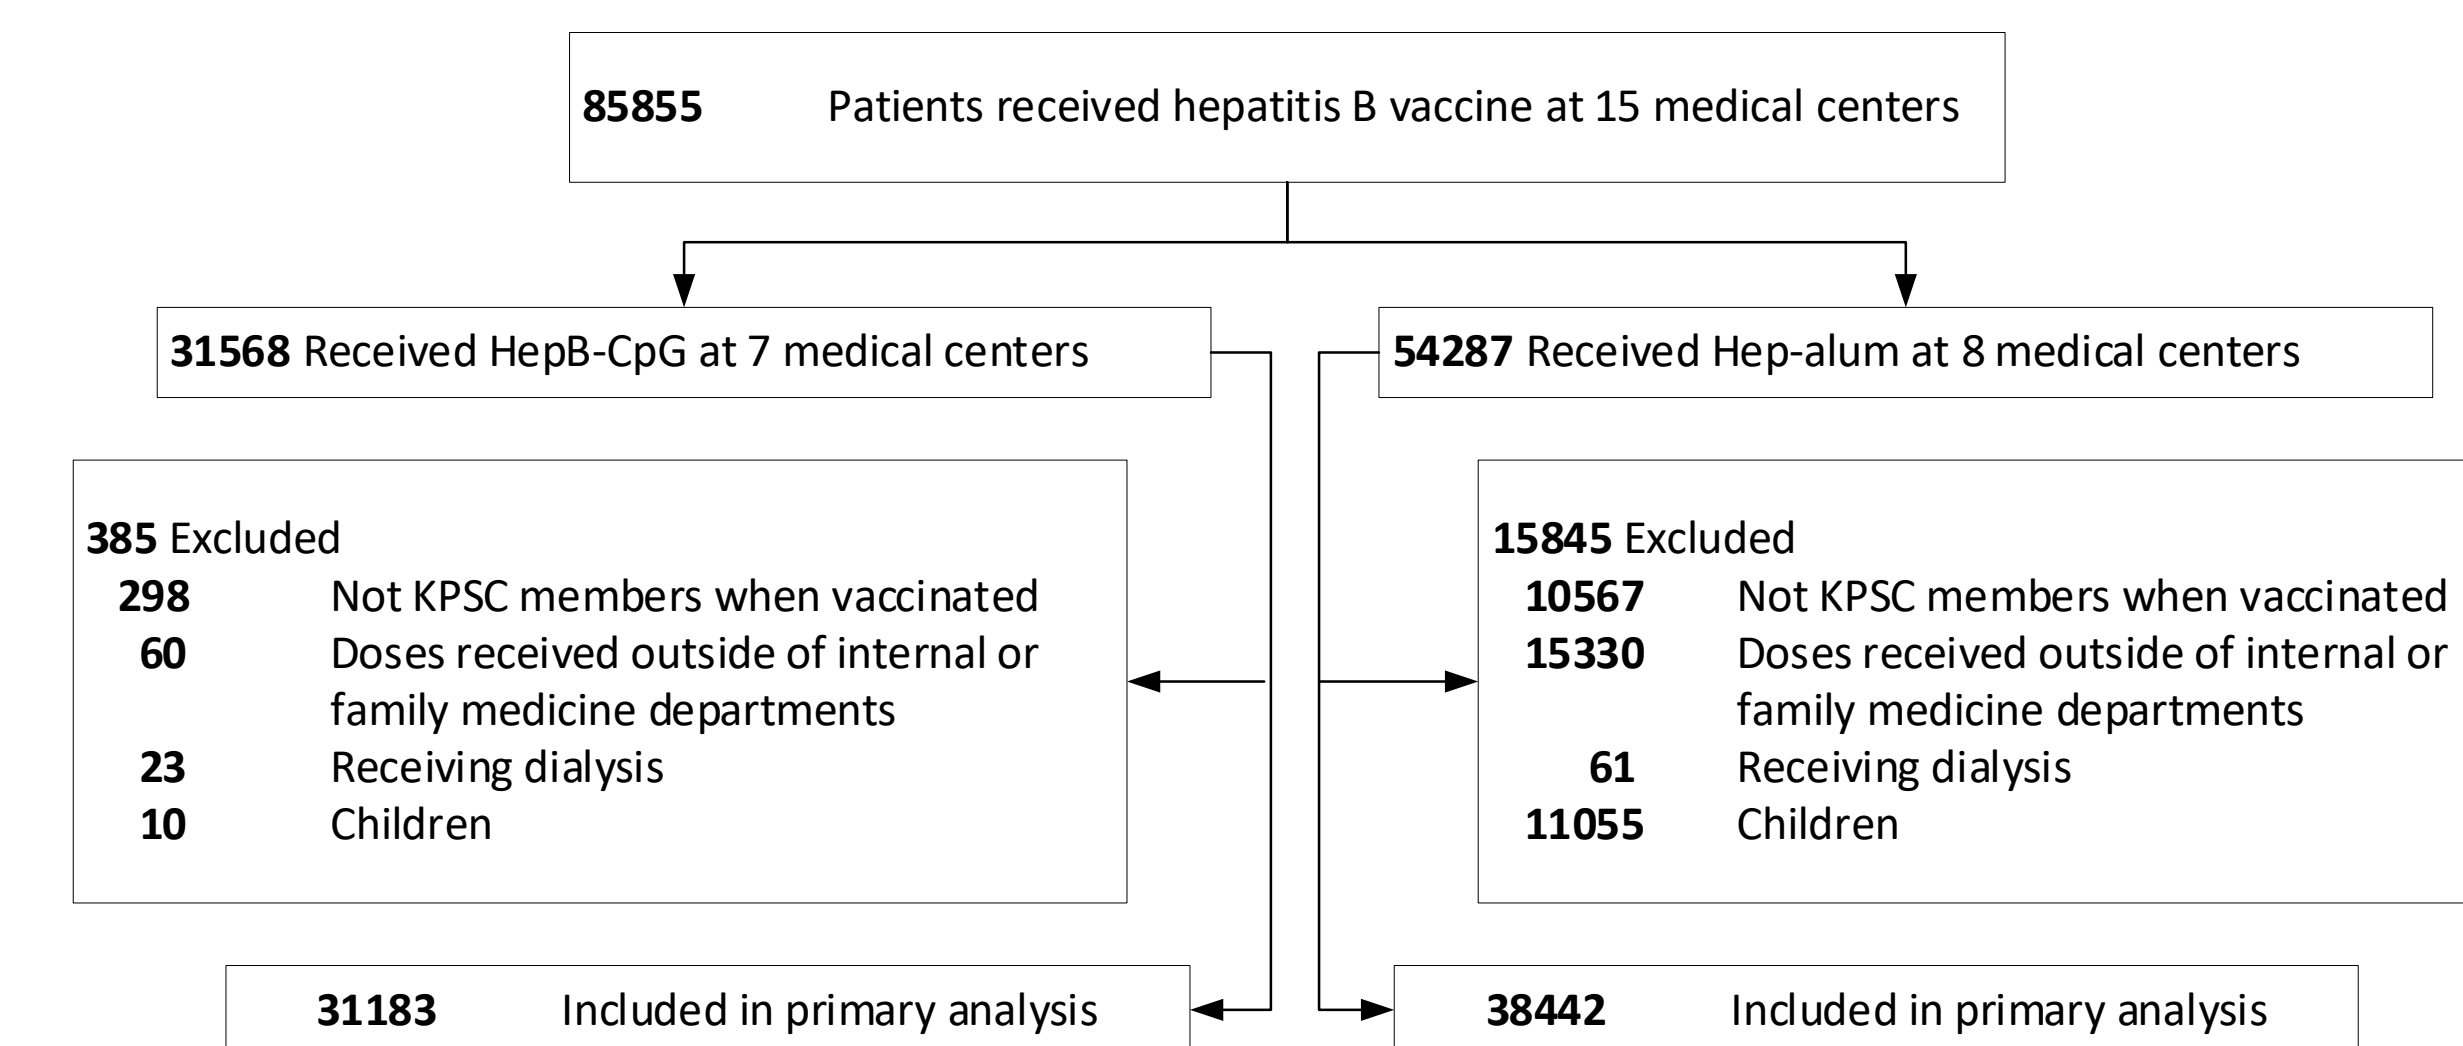 85855 Patients received hepatitis B vaccine at 15 medical centers
31568 Received HepB-CpG at 7 medical centers
54287 Received Hep-alum at 8 medical centers
385 Excluded
298 Not KPSC members when vaccinated
60 Doses received outside of internal or
family medicine departments
23 Receiving dialysis
10 Children
15845 Excluded
10567 Not KPSC members when vaccinated
15330 Doses received outside of internal or
family medicine departments
61 Receiving dialysis
11055 Children
31183 Included in primary analysis
38442 Included in primary analysis